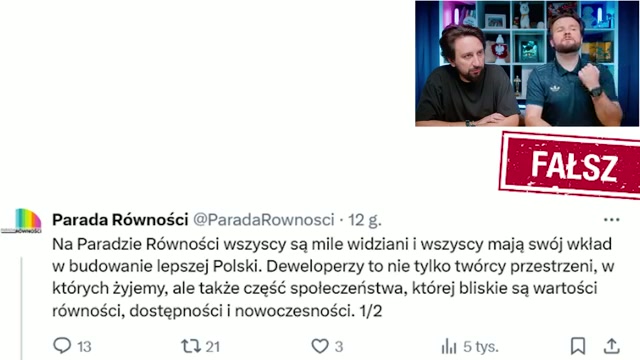 FAŁSZ
Parada Równości @ParadaRownosci · 12 g.
Na Paradzie Równości wszyscy są mile widziani i wszyscy mają swój wkład
w budowanie lepszej Polski. Deweloperzy to nie tylko twórcy przestrzeni, w
których żyjemy, ale także część społeczeństwa, której bliskie są wartości
równości, dostępności i nowoczesności. 1/2
13 21 3 5 tys.